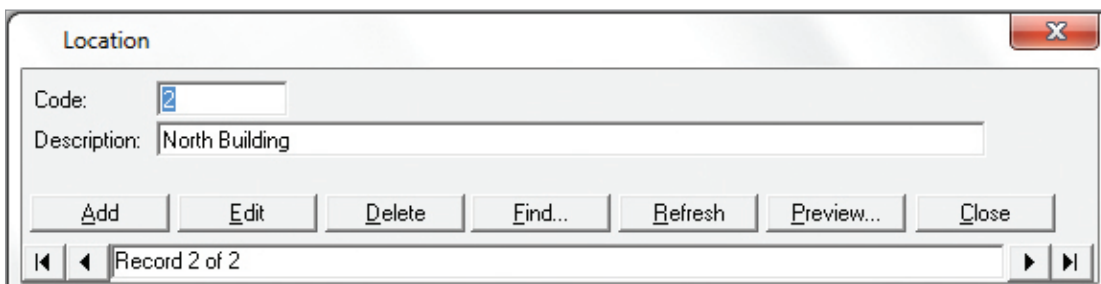 Location
Code: 2
Description: North Building
Add Edit Delete Find... Refresh Preview... Close
Record 2 of 2